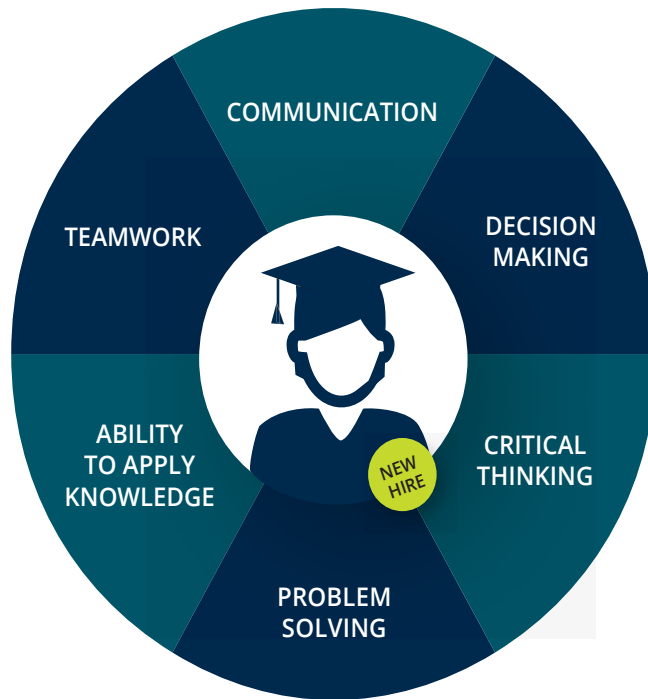 COMMUNICATION
DECISION
MAKING
CRITICAL
THINKING
PROBLEM
SOLVING
ABILITY
TO APPLY
KNOWLEDGE
TEAMWORK
NEW
HIRE